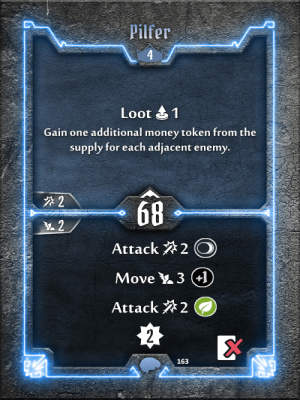 Pilfer
4
Loot 1
Gain one additional money token from the
supply for each adjacent enemy.
2
68
2
Attack 2
Move 3 +1
Attack 2
2
163